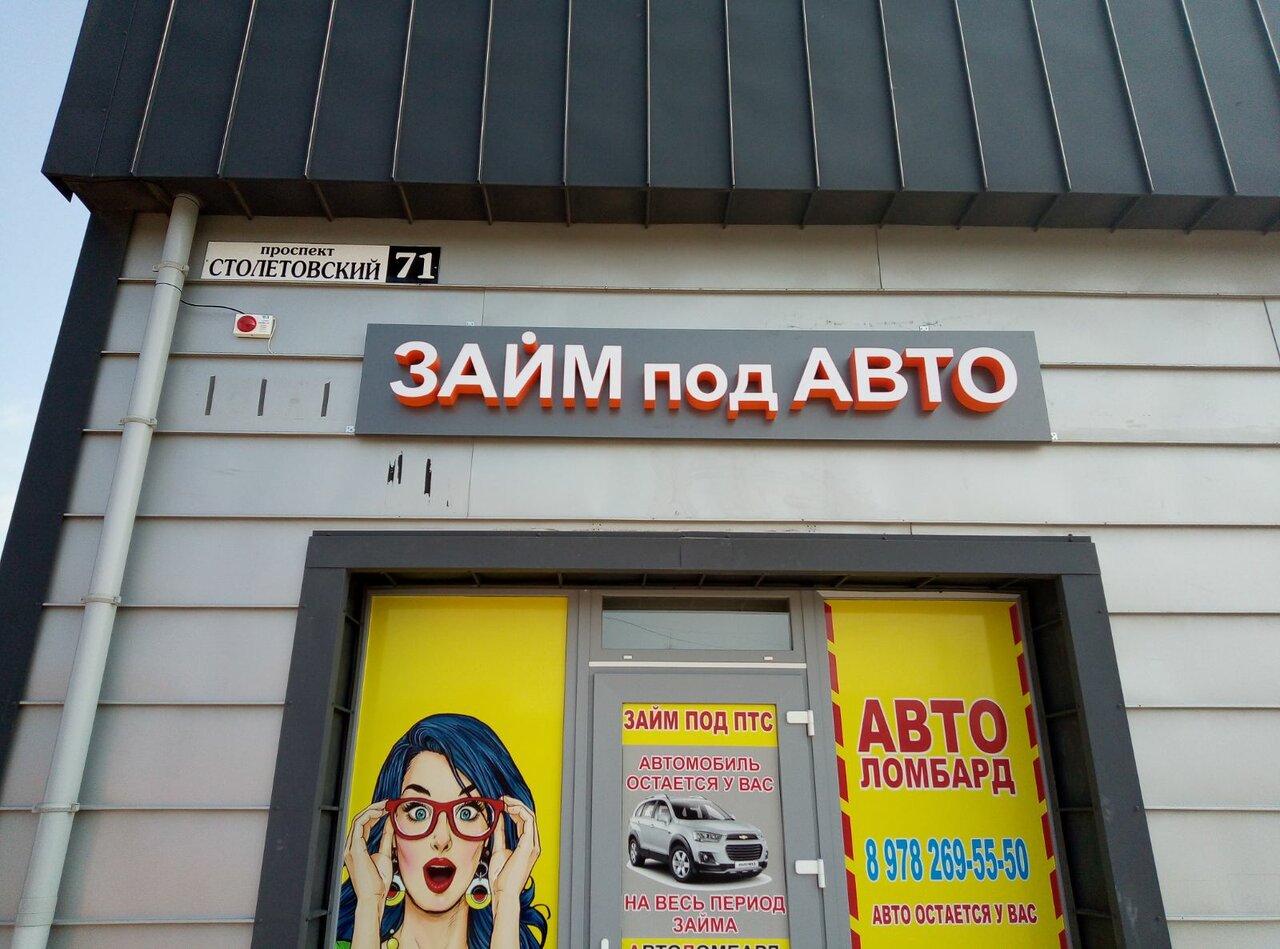 проспект
СТОЛЕТОВСКИЙ 71
ЗАЙМ под АВТО
ЗАЙМ ПОД ПТС
АВТОМОБИЛЬ
ОСТАЕТСЯ У ВАС
НА ВЕСЬ ПЕРИОД
ЗАЙМА
АВТОЛОМБАРД
АВТО
ЛОМБАРД
8 978 269-55-50
АВТО ОСТАЕТСЯ У ВАС